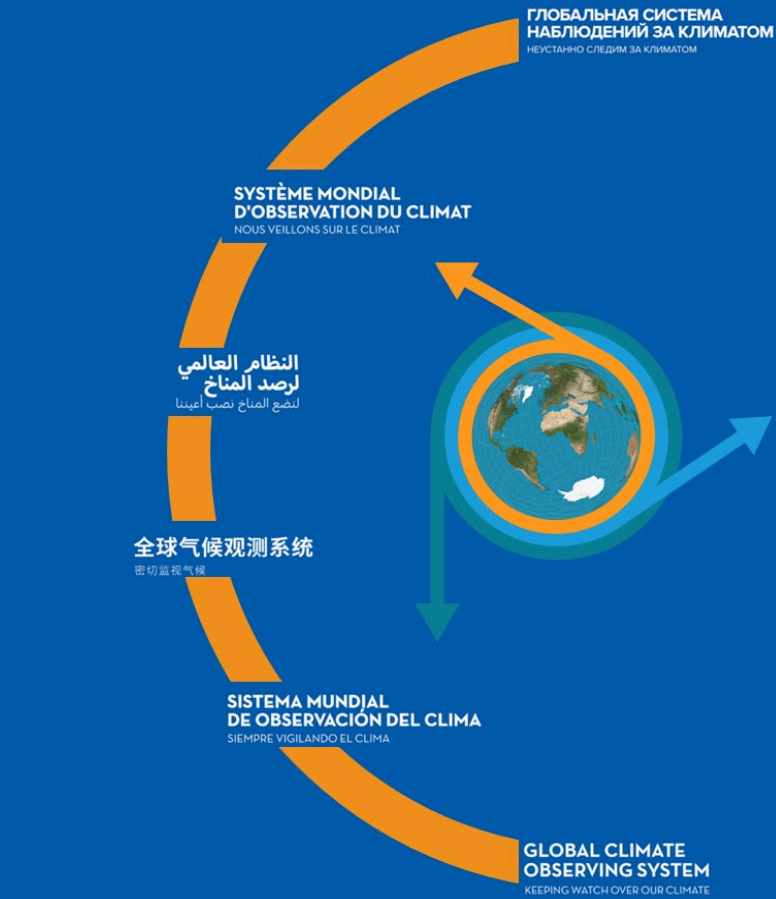 ГЛОБАЛЬНАЯ СИСТЕМА
НАБЛЮДЕНИЙ ЗА КЛИМАТОМ
НЕУСТАННО СЛЕДИМ ЗА КЛИМАТОМ
SYSTÈME MONDIAL
D'OBSERVATION DU CLIMAT
NOUS VEILLONS SUR LE CLIMAT
النظام العالمي
لرصد المناخ
لنضع المناخ نصب أعيننا
全球气候观测系统
密切监视气候
SISTEMA MUNDIAL
DE OBSERVACIÓN DEL CLIMA
SIEMPRE VIGILANDO EL CLIMA
GLOBAL CLIMATE
OBSERVING SYSTEM
KEEPING WATCH OVER OUR CLIMATE